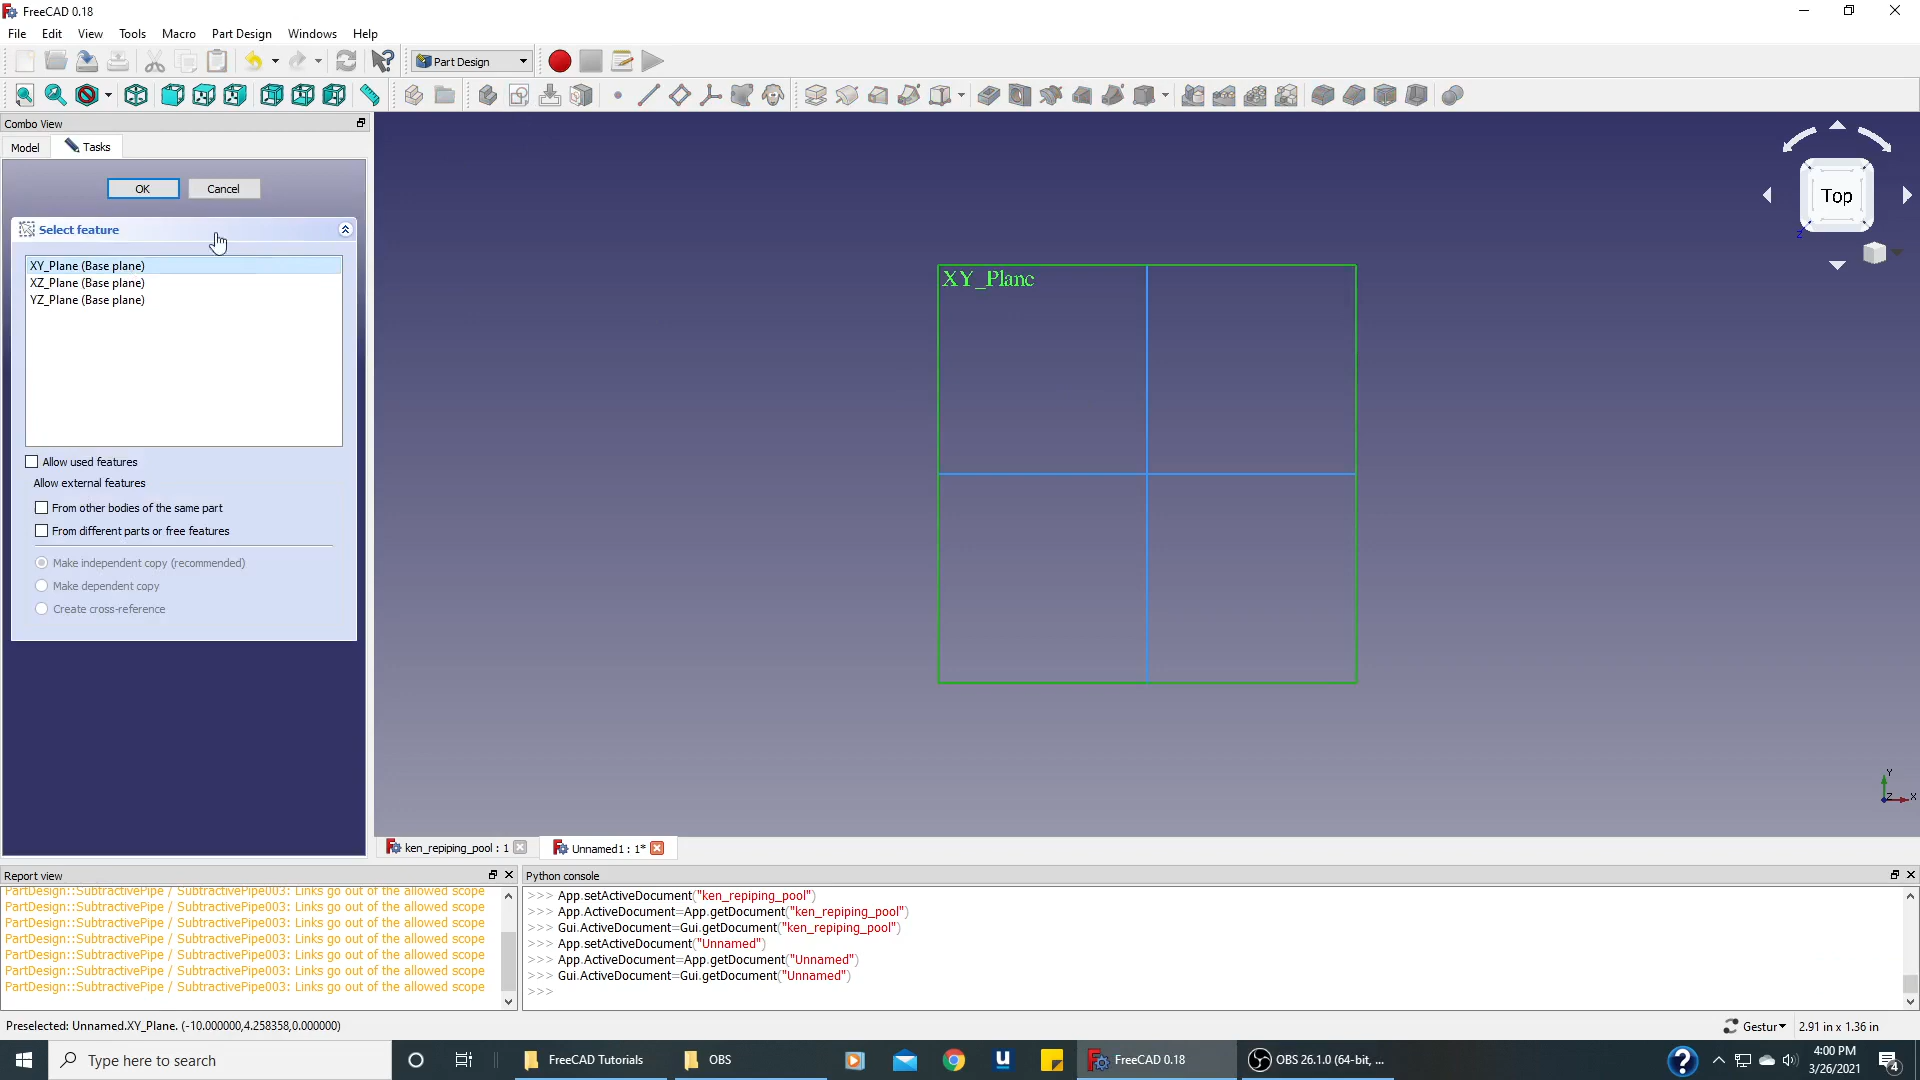 FreeCAD 0.18
File Edit View Tools Macro Part Design Windows Help
Part Design
Combo View
Model Tasks
OK Cancel
Select feature
XY_Plane (Base plane)
XZ_Plane (Base plane)
YZ_Plane (Base plane)
Allow used features
Allow external features
From other bodies of the same part
From different parts or free features
Make independent copy (recommended)
Make dependent copy
Create cross-reference
XY_Plane
Top
Z
Y
Z X
ken_repiping_pool : 1 Unnamed1 : 1*
Report view
PartDesign::SubtractivePipe / SubtractivePipe003: Links go out of the allowed scope
PartDesign::SubtractivePipe / SubtractivePipe003: Links go out of the allowed scope
PartDesign::SubtractivePipe / SubtractivePipe003: Links go out of the allowed scope
PartDesign::SubtractivePipe / SubtractivePipe003: Links go out of the allowed scope
PartDesign::SubtractivePipe / SubtractivePipe003: Links go out of the allowed scope
PartDesign::SubtractivePipe / SubtractivePipe003: Links go out of the allowed scope
PartDesign::SubtractivePipe / SubtractivePipe003: Links go out of the allowed scope
Python console
>>> App.setActiveDocument("ken_repiping_pool")
>>> App.ActiveDocument=App.getDocument("ken_repiping_pool")
>>> Gui.ActiveDocument=Gui.getDocument("ken_repiping_pool")
>>> App.setActiveDocument("Unnamed")
>>> App.ActiveDocument=App.getDocument("Unnamed")
>>> Gui.ActiveDocument=Gui.getDocument("Unnamed")
>>>
Preselected: Unnamed.XY_Plane. (-10.000000,4.258358,0.000000)
Gestur 2.91 in x 1.36 in
Type here to search
FreeCAD Tutorials
OBS
FreeCAD 0.18
OBS 26.1.0 (64-bit, ...
4:00 PM
3/26/2021
4